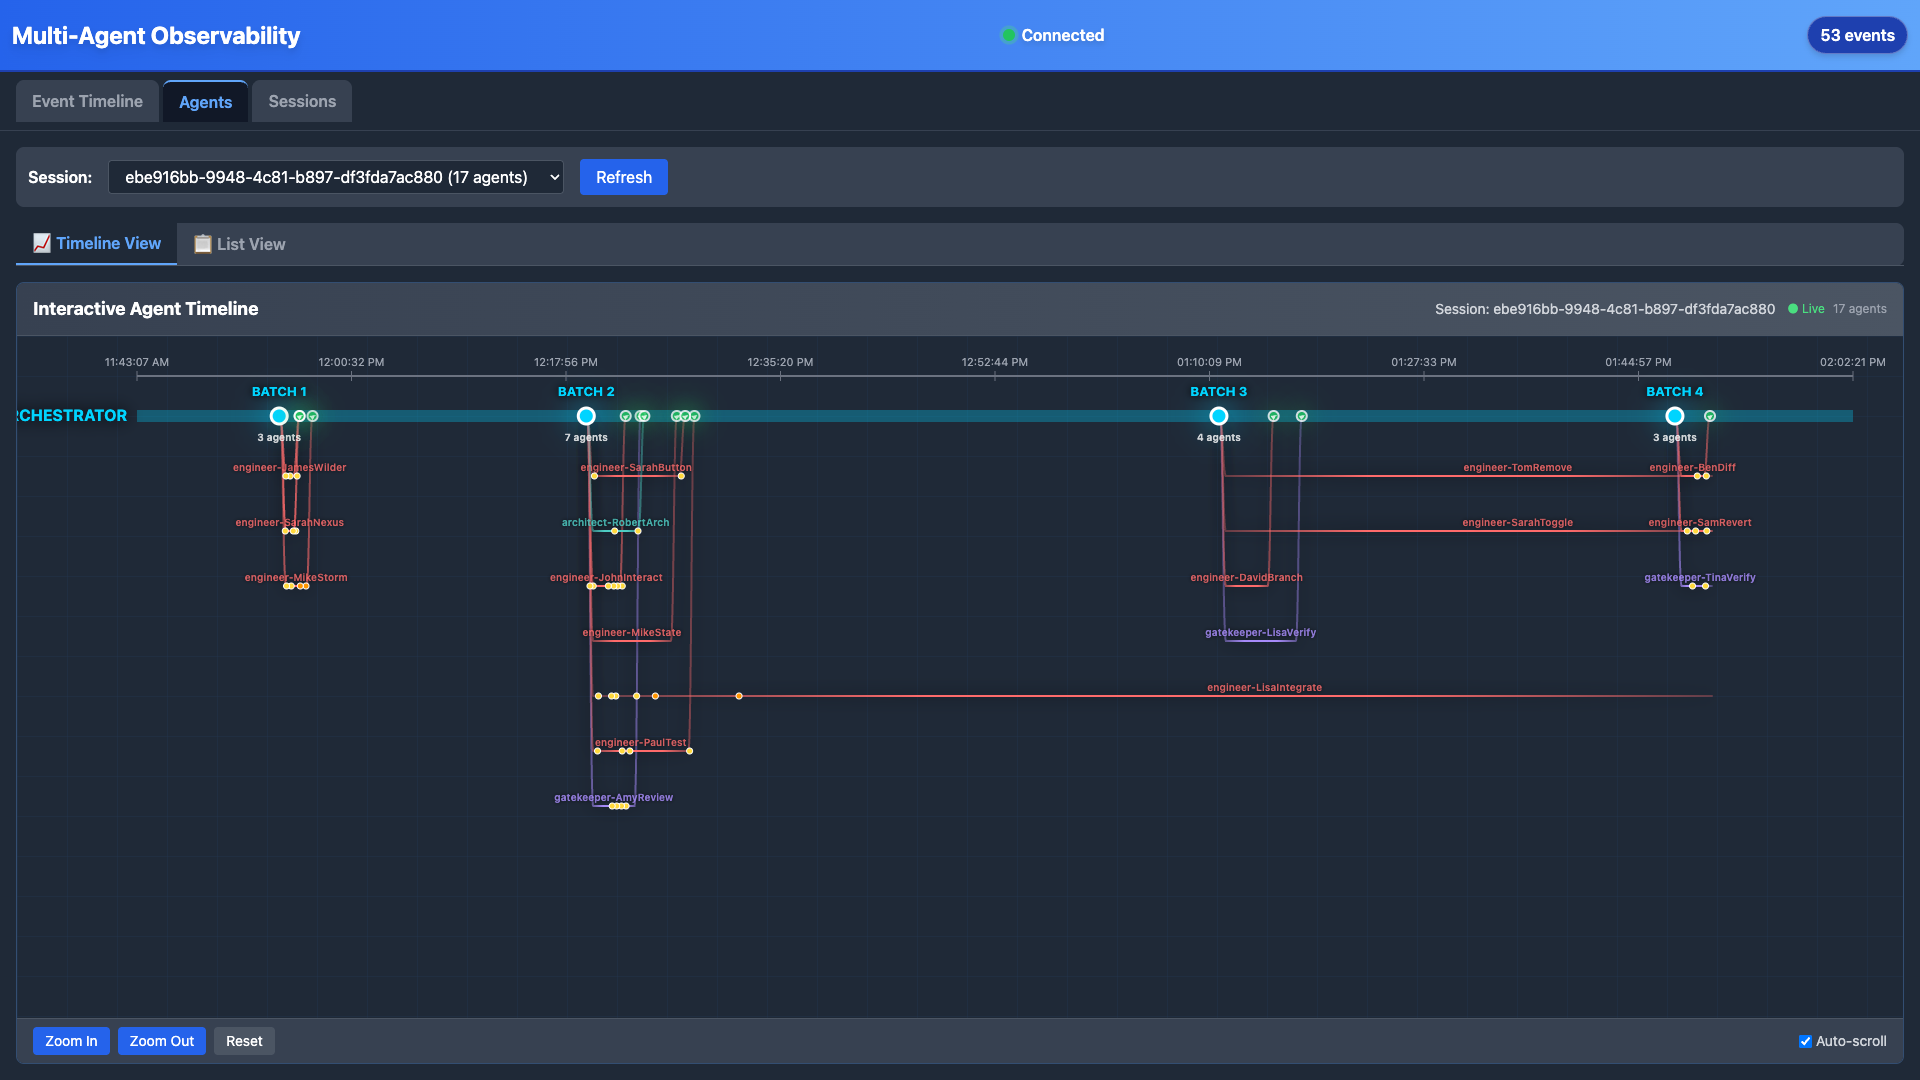 Multi-Agent Observability
Connected
53 events
Event Timeline
Agents
Sessions
Session:
ebe916bb-9948-4c81-b897-df3fda7ac880 (17 agents)
Refresh
Timeline View
List View
Interactive Agent Timeline
Session: ebe916bb-9948-4c81-b897-df3fda7ac880
Live
17 agents
11:43:07 AM
12:00:32 PM
12:17:56 PM
12:35:20 PM
12:52:44 PM
01:10:09 PM
01:27:33 PM
01:44:57 PM
02:02:21 PM
BATCH 1
BATCH 2
BATCH 3
BATCH 4
RCHESTRATOR
3 agents
7 agents
4 agents
3 agents
engineer-JamesWilder
engineer-SarahButton
engineer-TomRemove
engineer-BenDiff
engineer-SarahNexus
architect-RobertArch
engineer-SarahToggle
engineer-SamRevert
engineer-MikeStorm
engineer-JohnInteract
engineer-DavidBranch
gatekeeper-TinaVerify
engineer-MikeState
gatekeeper-LisaVerify
engineer-LisaIntegrate
engineer-PaulTest
gatekeeper-AmyReview
Zoom In
Zoom Out
Reset
Auto-scroll